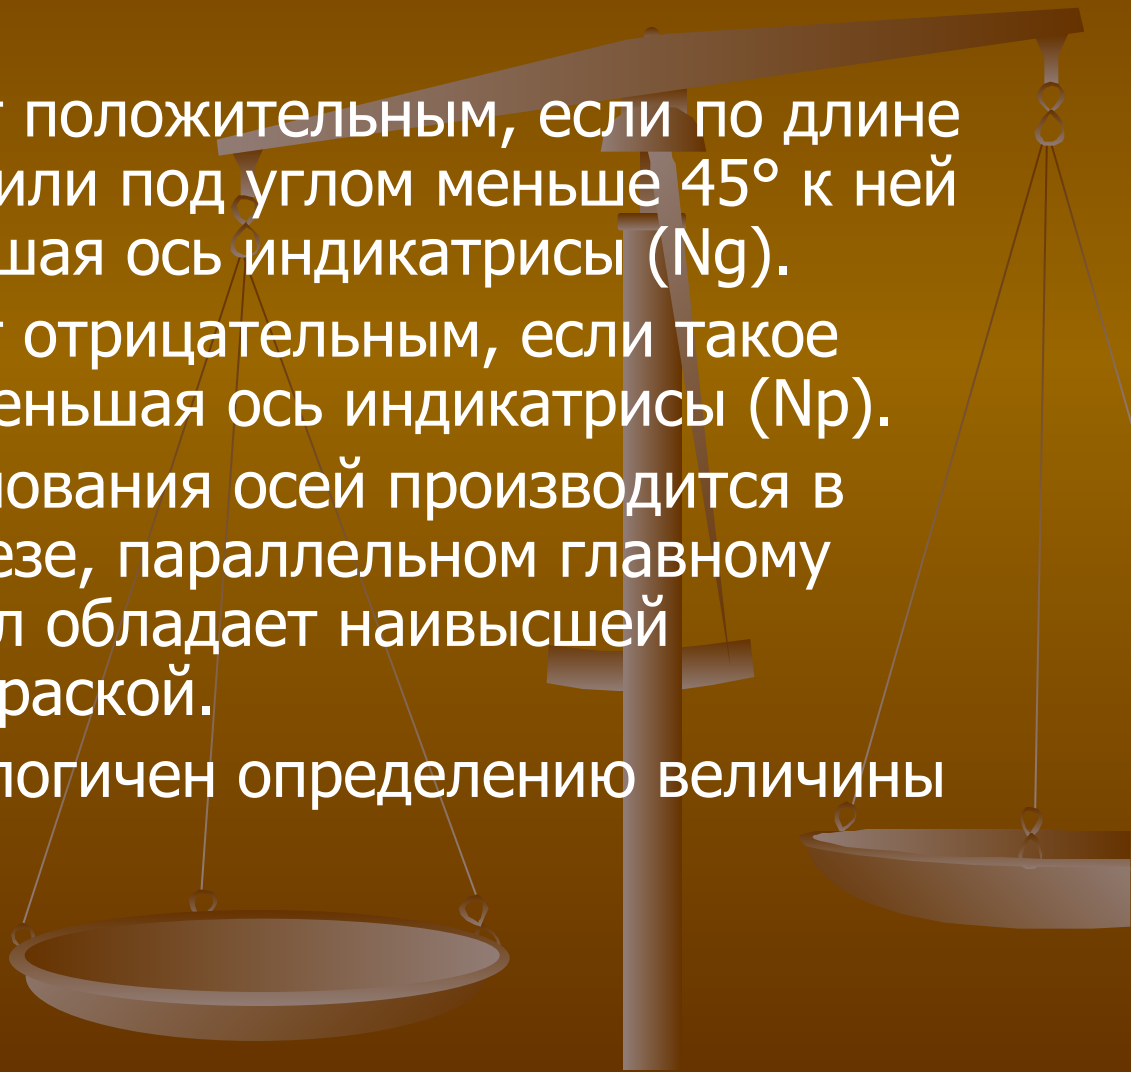 т положительным, если по длине
или под углом меньше 45° к ней
шая ось индикатрисы (Ng).
т отрицательным, если такое
еньшая ось индикатрисы (Np).
нования осей производится в
езе, параллельном главному
л обладает наивысшей
раской.
логичен определению величины